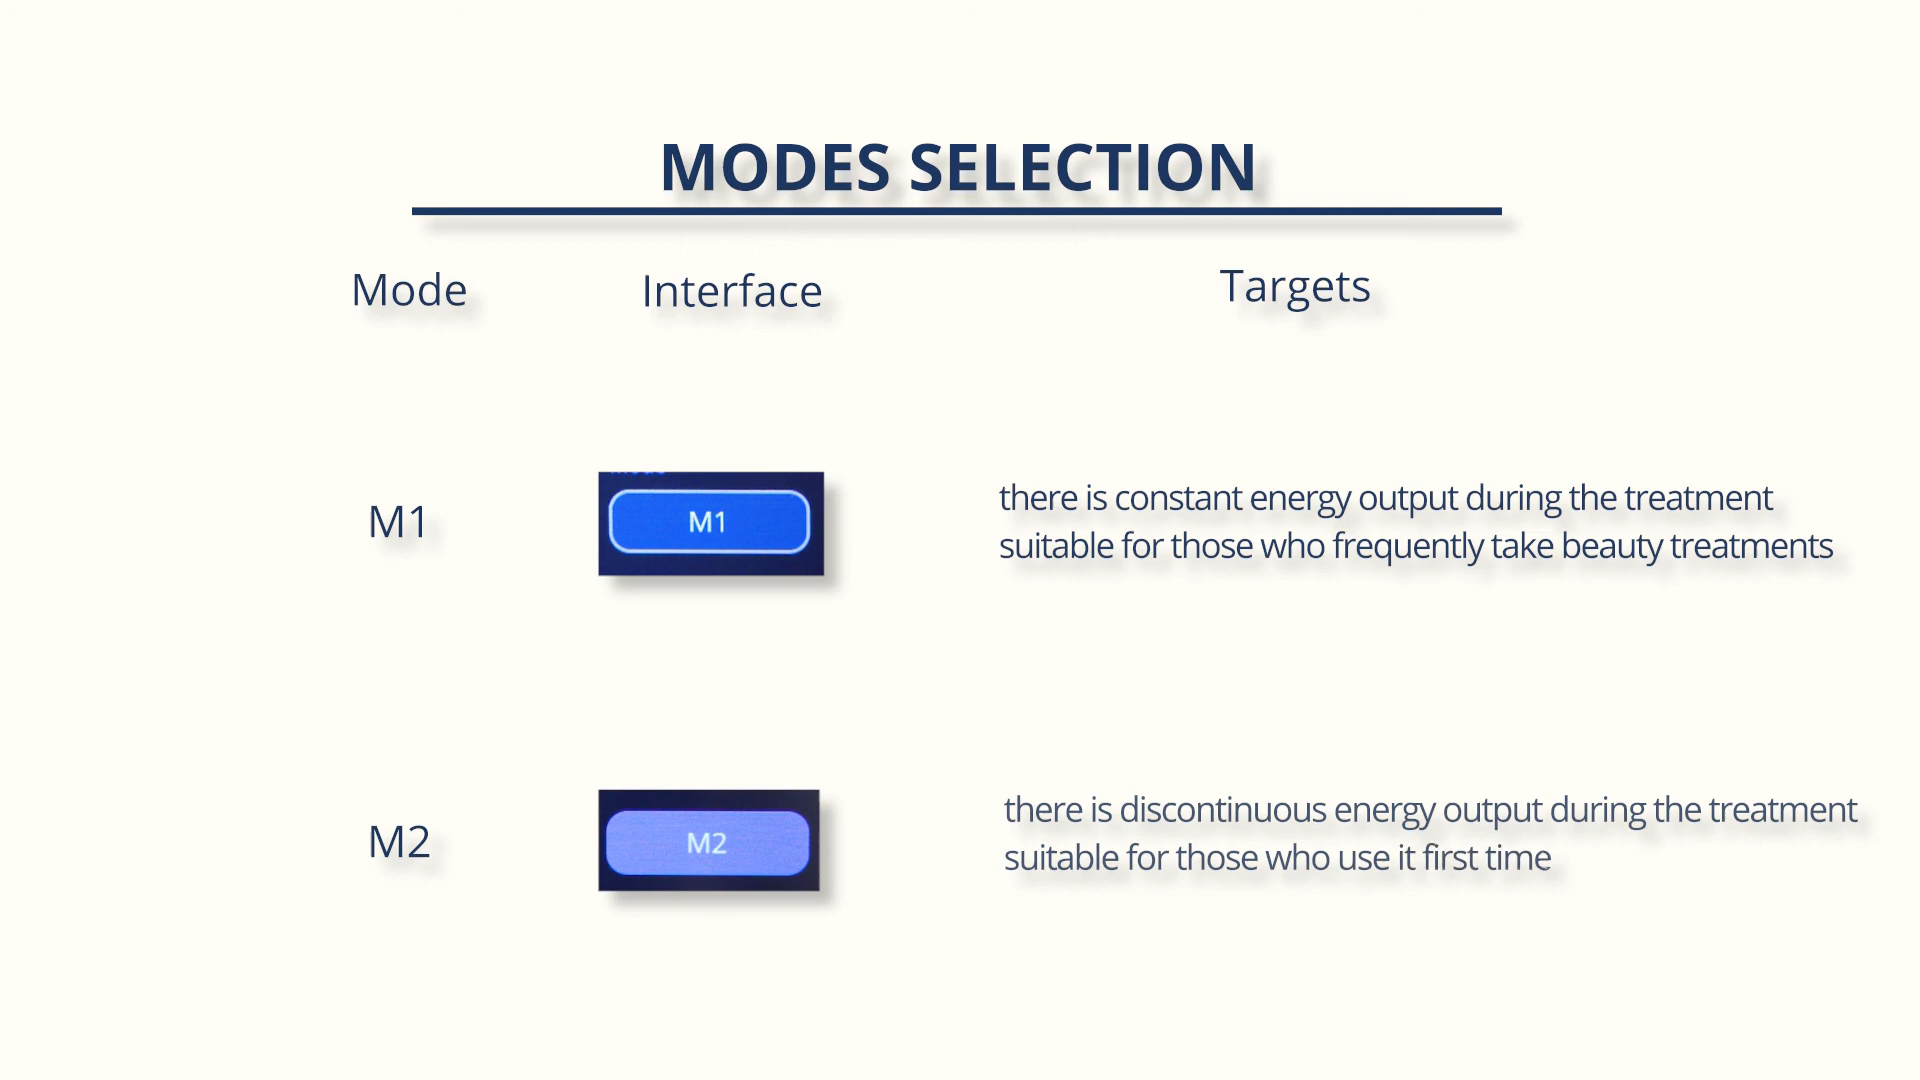 MODES SELECTION
Mode Interface Targets
M1 M1 there is constant energy output during the treatment
suitable for those who frequently take beauty treatments
M2 M2 there is discontinuous energy output during the treatment
suitable for those who use it first time